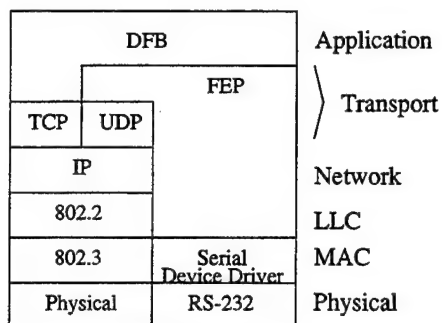 DFB Application
FEP
Transport
TCP UDP
IP Network
802.2 LLC
802.3 Serial Device Driver MAC
Physical RS-232 Physical